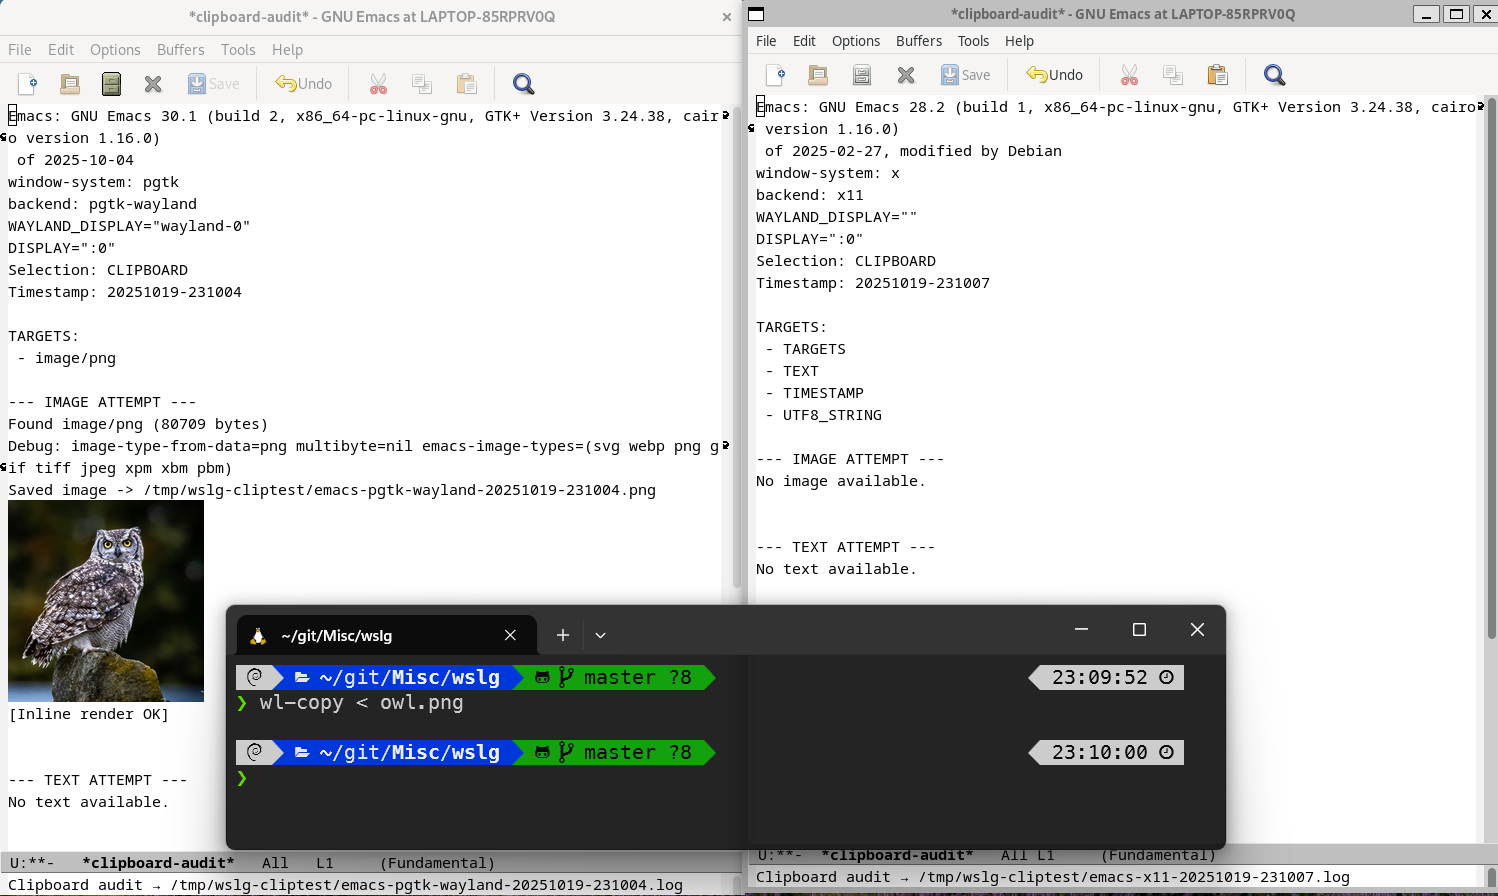 *clipboard-audit* - GNU Emacs at LAPTOP-85RPRV0Q
File Edit Options Buffers Tools Help
Save Undo
Emacs: GNU Emacs 30.1 (build 2, x86_64-pc-linux-gnu, GTK+ Version 3.24.38, cair
o version 1.16.0)
of 2025-10-04
window-system: pgtk
backend: pgtk-wayland
WAYLAND_DISPLAY="wayland-0"
DISPLAY=":0"
Selection: CLIPBOARD
Timestamp: 20251019-231004
TARGETS:
- image/png
--- IMAGE ATTEMPT ---
Found image/png (80709 bytes)
Debug: image-type-from-data=png multibyte=nil emacs-image-types=(svg webp png g
if tiff jpeg xpm xbm pbm)
Saved image -> /tmp/wslg-cliptest/emacs-pgtk-wayland-20251019-231004.png
[Inline render OK]
--- TEXT ATTEMPT ---
No text available.
U:**- *clipboard-audit* All L1 (Fundamental)
Clipboard audit → /tmp/wslg-cliptest/emacs-pgtk-wayland-20251019-231004.log
*clipboard-audit* - GNU Emacs at LAPTOP-85RPRV0Q
File Edit Options Buffers Tools Help
Save Undo
Emacs: GNU Emacs 28.2 (build 1, x86_64-pc-linux-gnu, GTK+ Version 3.24.38, cairo
version 1.16.0)
of 2025-02-27, modified by Debian
window-system: x
backend: x11
WAYLAND_DISPLAY=""
DISPLAY=":0"
Selection: CLIPBOARD
Timestamp: 20251019-231007
TARGETS:
- TARGETS
- TEXT
- TIMESTAMP
- UTF8_STRING
--- IMAGE ATTEMPT ---
No image available.
--- TEXT ATTEMPT ---
No text available.
U:**- *clipboard-audit* All L1 (Fundamental)
Clipboard audit → /tmp/wslg-cliptest/emacs-x11-20251019-231007.log
~/git/Misc/wslg
~/git/Misc/wslg master ?8 23:09:52
❯ wl-copy < owl.png
~/git/Misc/wslg master ?8 23:10:00
❯